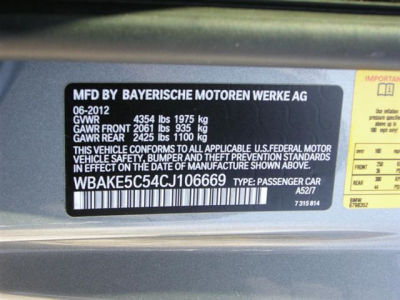 MFD BY BAYERISCHE MOTOREN WERKE AG
06-2012
GVWR 4354 lbs 1975 kg
GAWR FRONT 2061 lbs 935 kg
GAWR REAR 2425 lbs 1100 kg
THIS VEHICLE CONFORMS TO ALL APPLICABLE
U.S. FEDERAL MOTOR VEHICLE SAFETY, BUMPER,
AND THEFT PREVENTION STANDARDS
IN EFFECT ON THE DATE OF
MANUFACTURE SHOWN ABOVE.
WBAKE5C54CJ106669 TYPE: PASSENGER CAR
A52/7
7 315 814
IMPORTANT
BMW
6790352